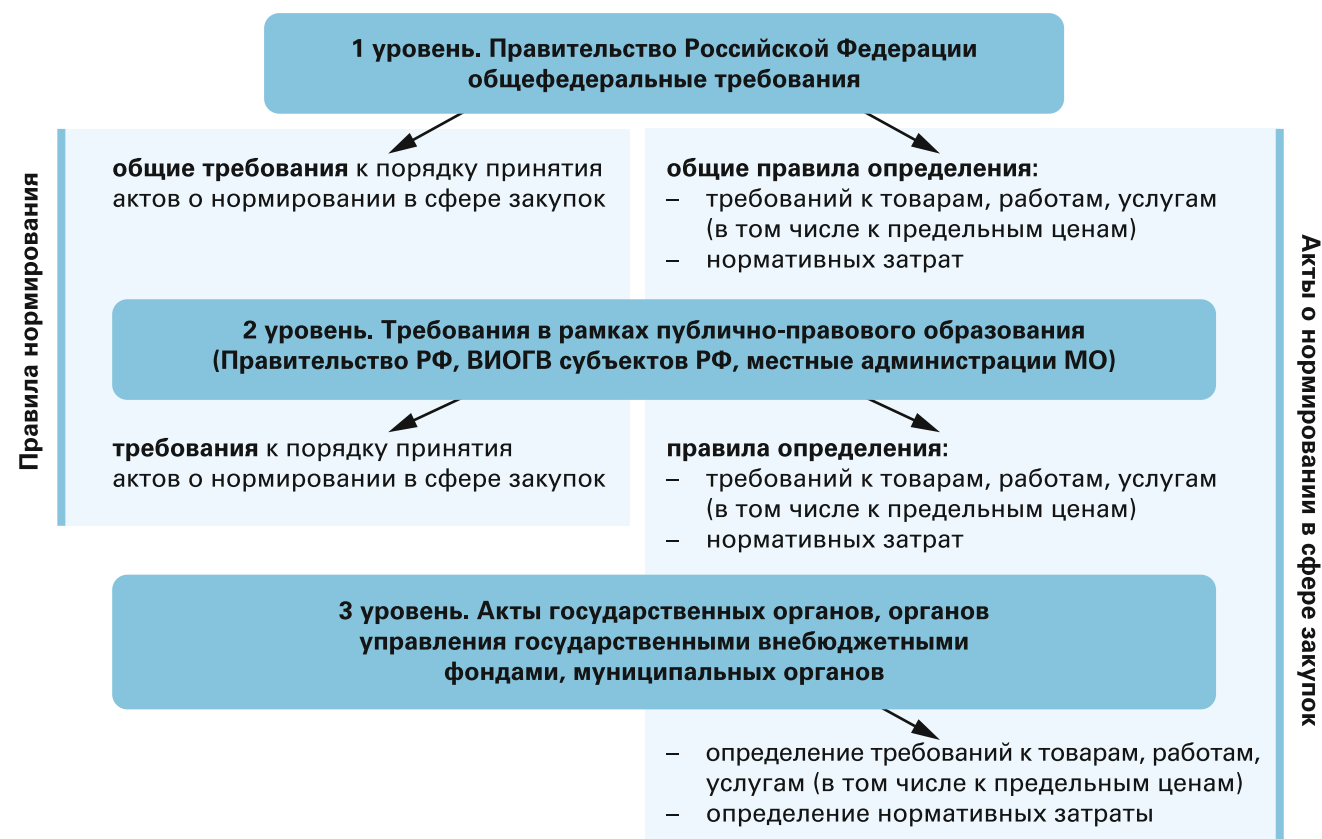 1 уровень. Правительство Российской Федерации
общефедеральные требования
Правила нормирования
общие требования к порядку принятия
актов о нормировании в сфере закупок
общие правила определения:
– требований к товарам, работам, услугам
(в том числе к предельным ценам)
– нормативных затрат
Акты о нормировании в сфере закупок
2 уровень. Требования в рамках публично-правового образования
(Правительство РФ, ВИОГВ субъектов РФ, местные администрации МО)
требования к порядку принятия
актов о нормировании в сфере закупок
правила определения:
– требований к товарам, работам, услугам
(в том числе к предельным ценам)
– нормативных затрат
3 уровень. Акты государственных органов, органов
управления государственными внебюджетными
фондами, муниципальных органов
– определение требований к товарам, работам,
услугам (в том числе к предельным ценам)
– определение нормативных затраты